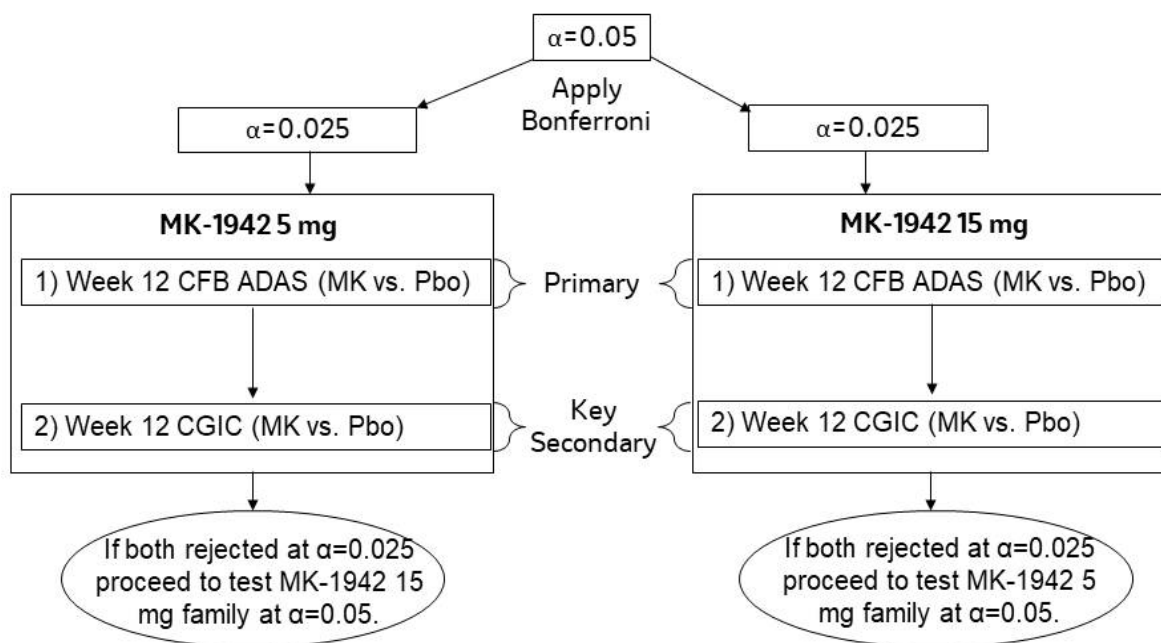 α=0.05
Apply
Bonferroni
α=0.025
α=0.025
MK-1942 5 mg
1) Week 12 CFB ADAS (MK vs. Pbo)
2) Week 12 CGIC (MK vs. Pbo)
Primary
Key
Secondary
MK-1942 15 mg
1) Week 12 CFB ADAS (MK vs. Pbo)
2) Week 12 CGIC (MK vs. Pbo)
If both rejected at α=0.025
proceed to test MK-1942 15
mg family at α=0.05.
If both rejected at α=0.025
proceed to test MK-1942 5
mg family at α=0.05.